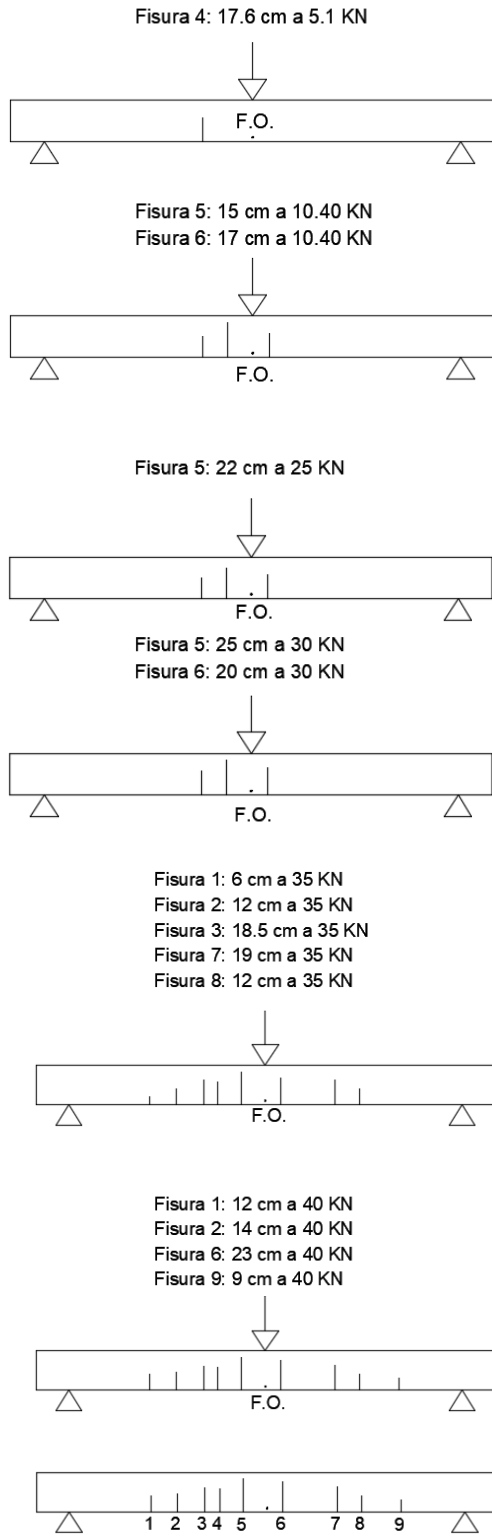 Fisura 4: 17.6 cm a 5.1 KN
F.O.
Fisura 5: 15 cm a 10.40 KN
Fisura 6: 17 cm a 10.40 KN
F.O.
Fisura 5: 22 cm a 25 KN
F.O.
Fisura 5: 25 cm a 30 KN
Fisura 6: 20 cm a 30 KN
F.O.
Fisura 1: 6 cm a 35 KN
Fisura 2: 12 cm a 35 KN
Fisura 3: 18.5 cm a 35 KN
Fisura 7: 19 cm a 35 KN
Fisura 8: 12 cm a 35 KN
F.O.
Fisura 1: 12 cm a 40 KN
Fisura 2: 14 cm a 40 KN
Fisura 6: 23 cm a 40 KN
Fisura 9: 9 cm a 40 KN
F.O.
1 2 3 4 5 6 7 8 9